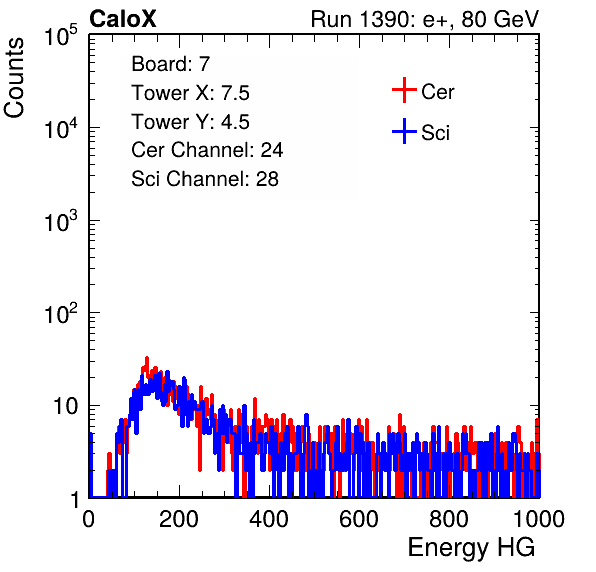 CaloX Run 1390: e+, 80 GeV
Board: 7
Tower X: 7.5
Tower Y: 4.5
Cer Channel: 24
Sci Channel: 28
Cer
Sci
Counts
10^5
10^4
10^3
10^2
10
1
0 200 400 600 800 1000
Energy HG